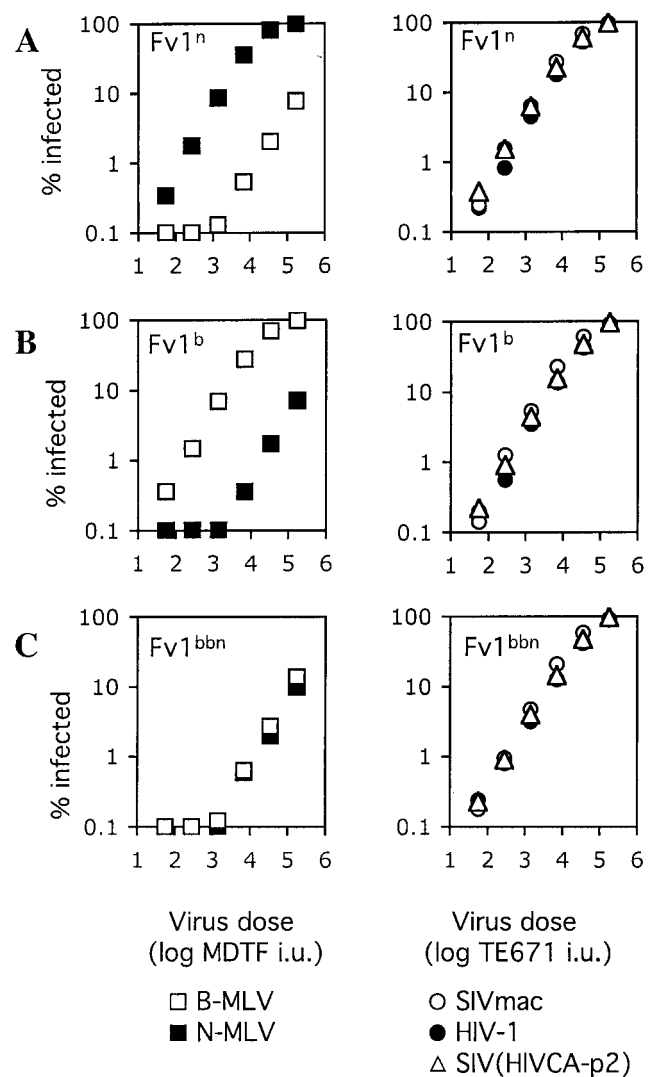 A
Fv1ⁿ
% infected
100
10
1
0.1
1 2 3 4 5 6
Fv1ⁿ
100
10
1
0.1
1 2 3 4 5 6
B
Fv1ᵇ
% infected
100
10
1
0.1
1 2 3 4 5 6
Fv1ᵇ
100
10
1
0.1
1 2 3 4 5 6
C
Fv1ᵇᵇⁿ
% infected
100
10
1
0.1
1 2 3 4 5 6
Fv1ᵇᵇⁿ
100
10
1
0.1
1 2 3 4 5 6
Virus dose
(log MDTF i.u.)
B-MLV
N-MLV
Virus dose
(log TE671 i.u.)
SIVmac
HIV-1
SIV(HIVCA-p2)